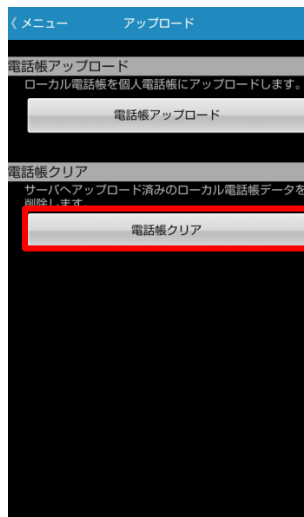 〈 メニュー アップロード
電話帳アップロード
ローカル電話帳を個人電話帳にアップロードします。
電話帳アップロード
電話帳クリア
サーバへアップロード済みのローカル電話帳データを
削除します。
電話帳クリア